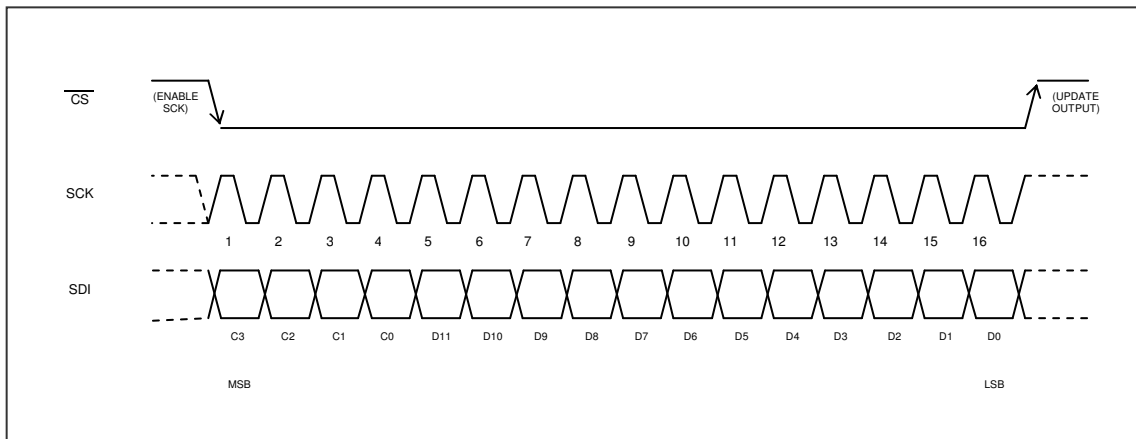 CS
(ENABLE
SCK)
(UPDATE
OUTPUT)
SCK
1 2 3 4 5 6 7 8 9 10 11 12 13 14 15 16
SDI
C3 C2 C1 C0 D11 D10 D9 D8 D7 D6 D5 D4 D3 D2 D1 D0
MSB LSB